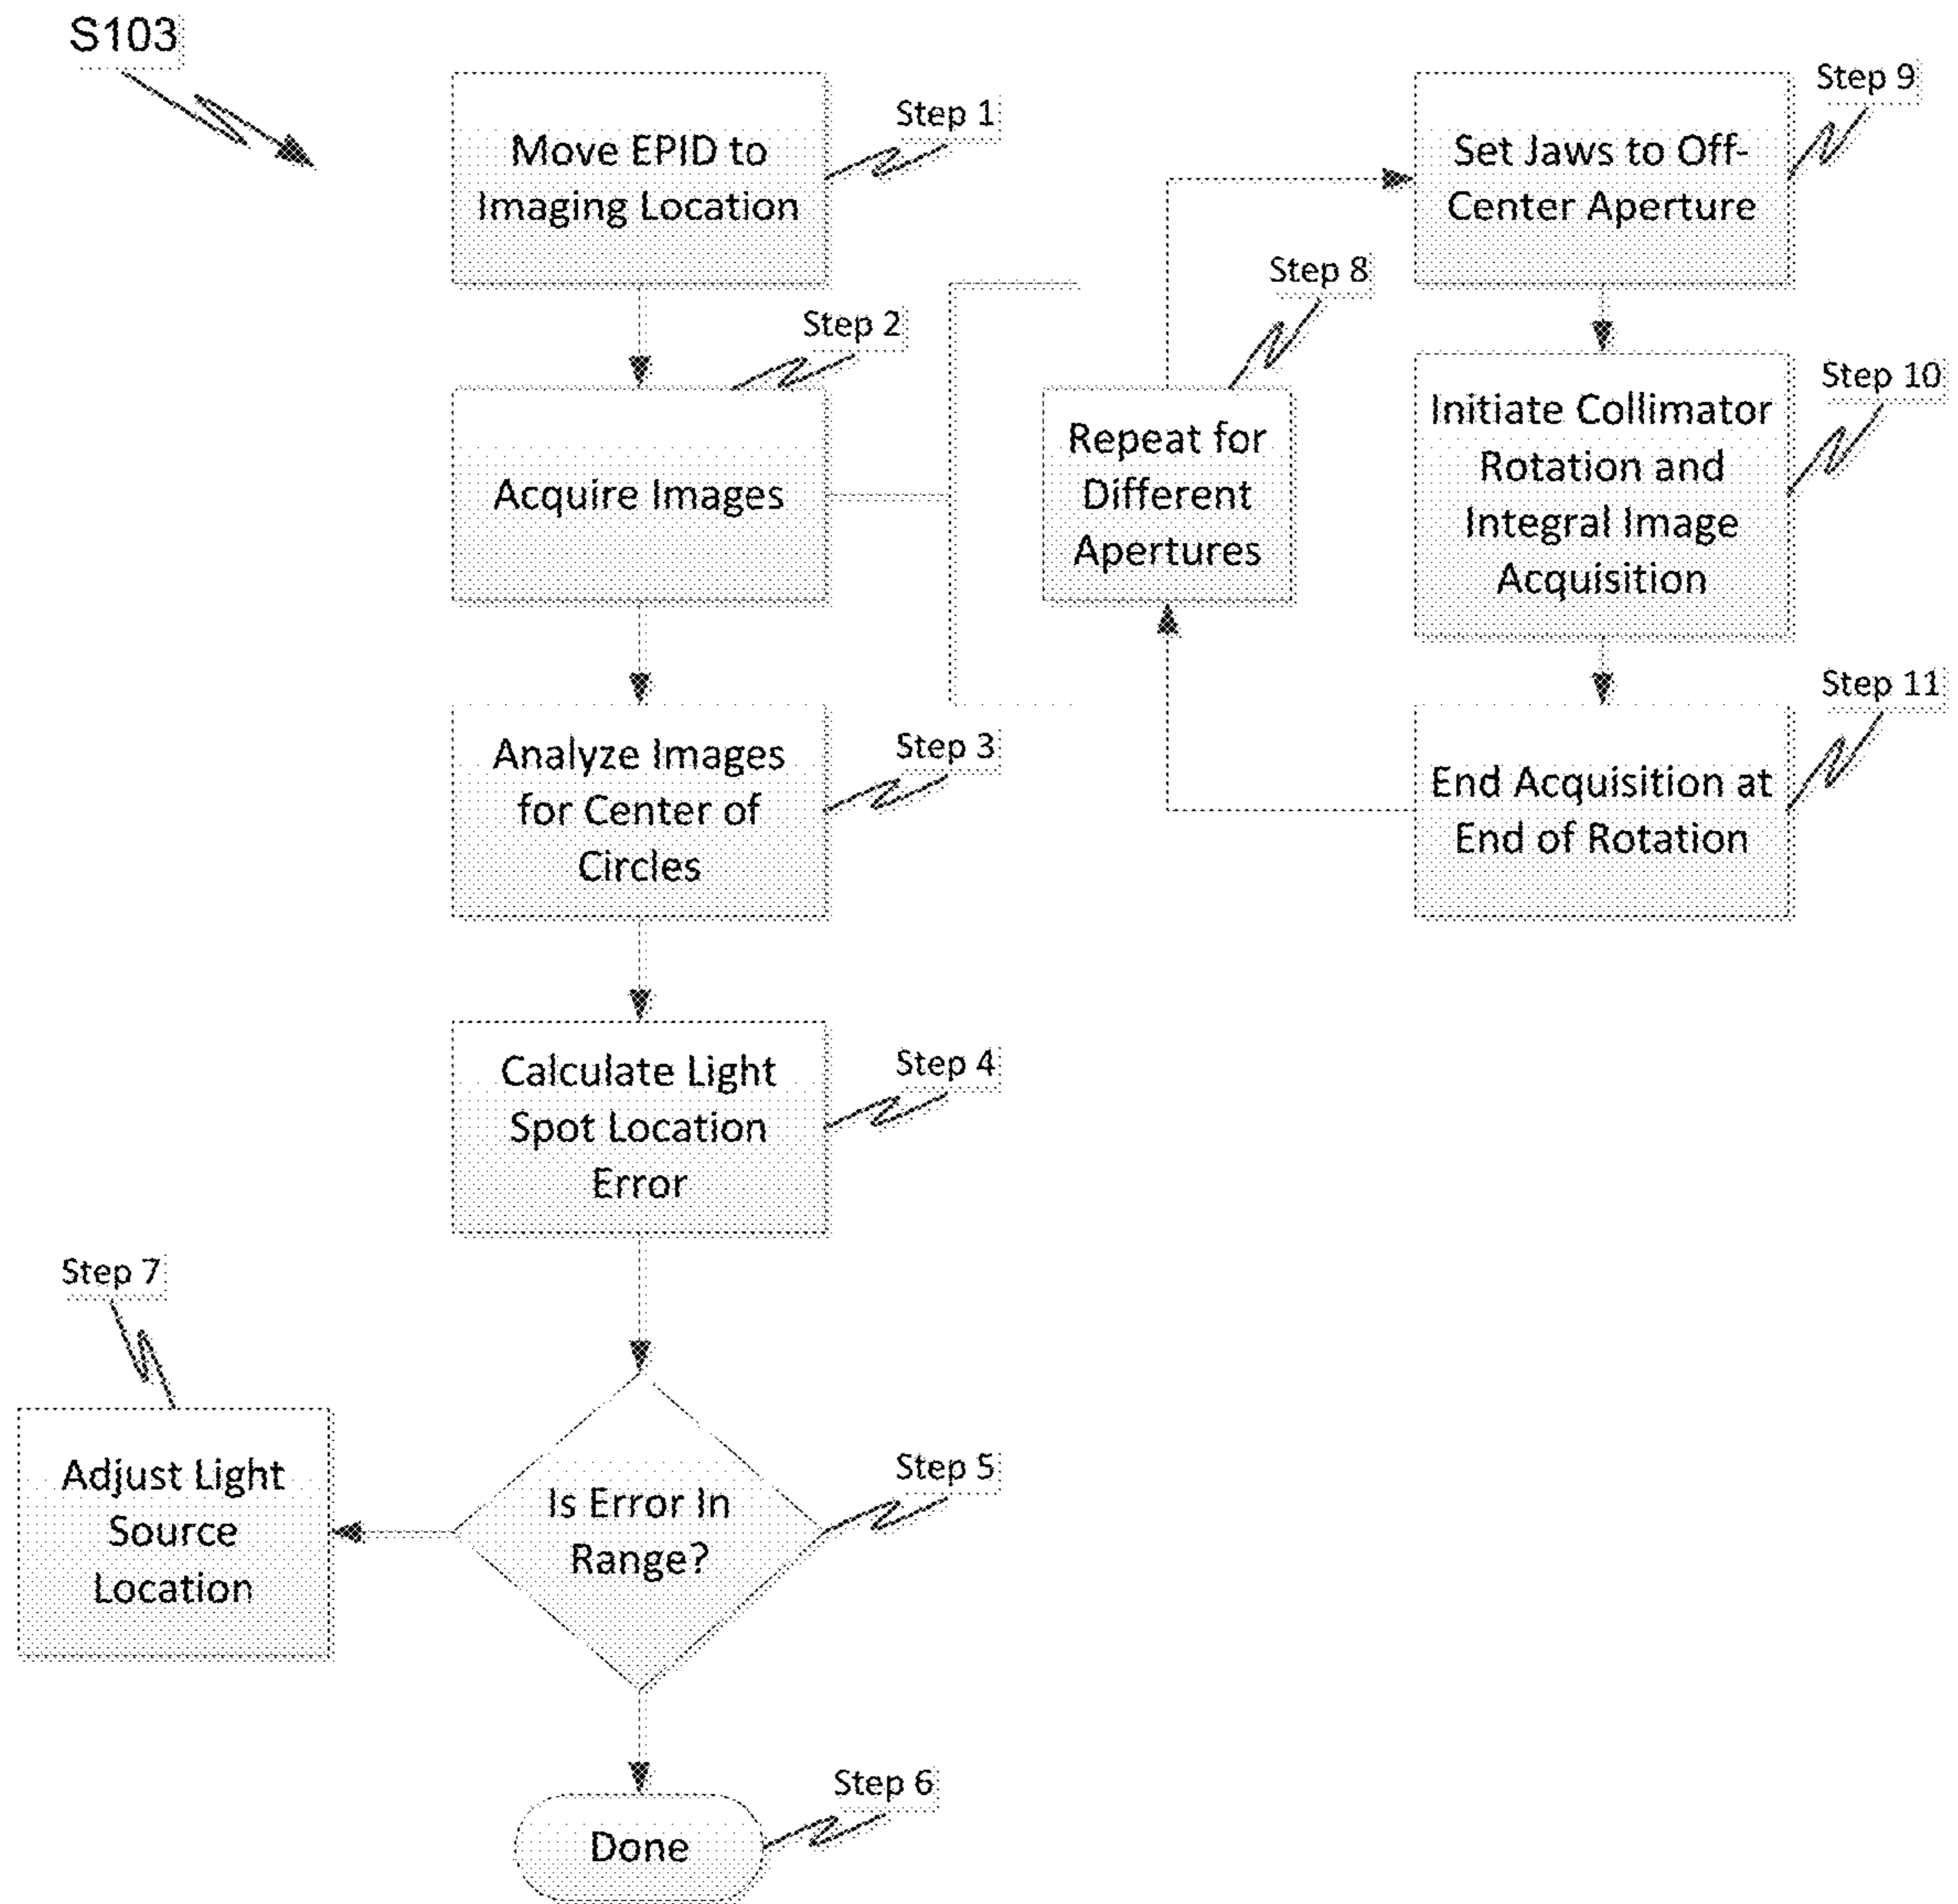 S103
Step 1
Move EPID to
Imaging Location
Step 2
Acquire Images
Step 3
Analyze Images
for Center of
Circles
Step 4
Calculate Light
Spot Location
Error
Step 5
Is Error In
Range?
Step 6
Done
Step 7
Adjust Light
Source
Location
Step 8
Repeat for
Different
Apertures
Step 9
Set Jaws to Off-
Center Aperture
Step 10
Initiate Collimator
Rotation and
Integral Image
Acquisition
Step 11
End Acquisition at
End of Rotation